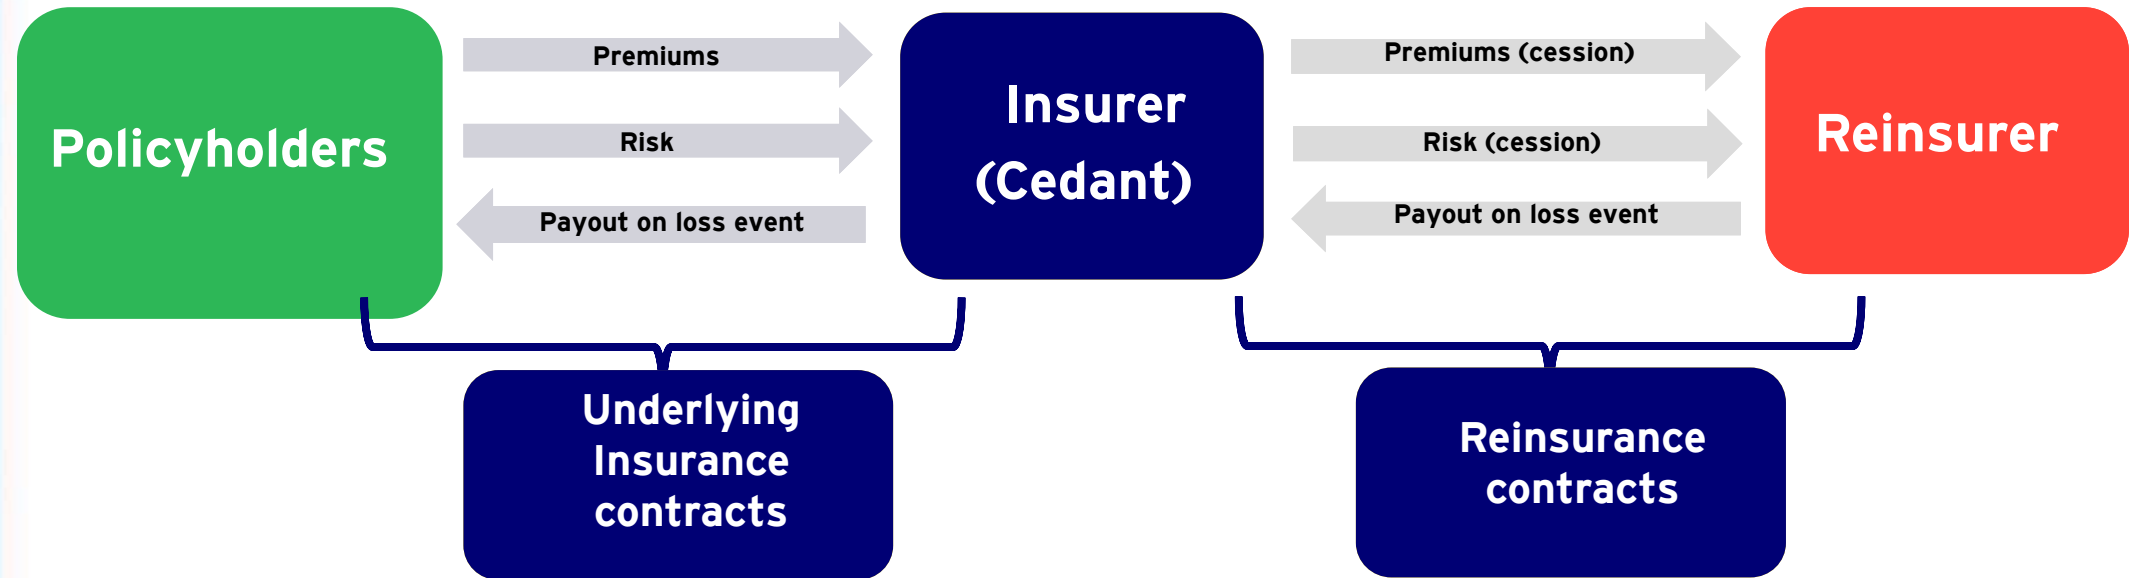 Policyholders
Premiums
Risk
Payout on loss event
Insurer
(Cedant)
Premiums (cession)
Risk (cession)
Payout on loss event
Reinsurer
Underlying
Insurance
contracts
Reinsurance
contracts